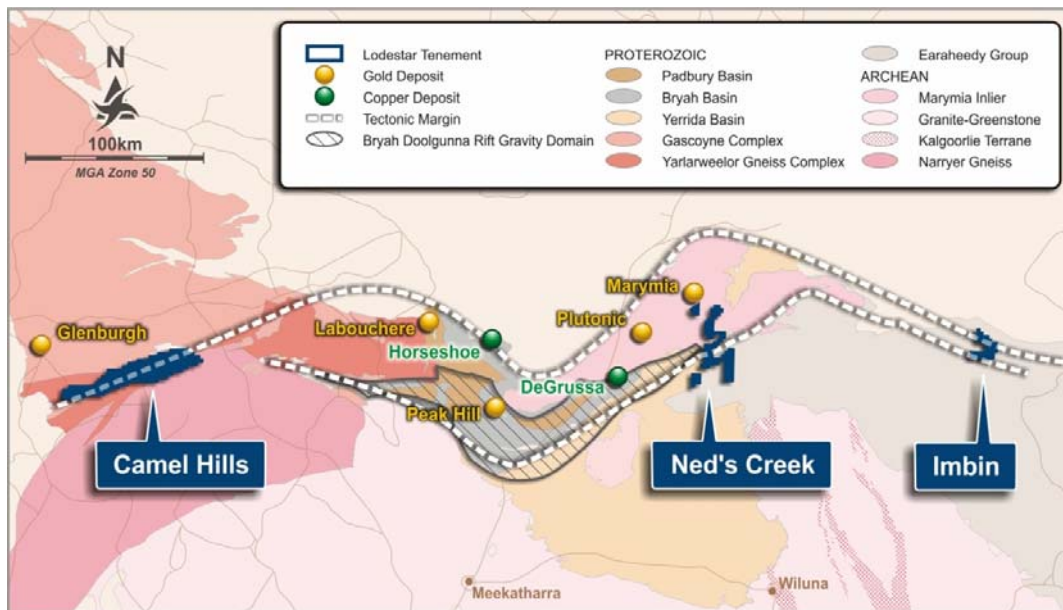 N
100km
MGA Zone 50
Lodestar Tenement
Gold Deposit
Copper Deposit
Tectonic Margin
Bryah Doolgunna Rift Gravity Domain
PROTEROZOIC
Padbury Basin
Bryah Basin
Yerrida Basin
Gascoyne Complex
Yarlarweelor Gneiss Complex
Earaheedy Group
ARCHEAN
Marymia Inlier
Granite-Greenstone
Kalgoorlie Terrane
Narryer Gneiss
Marymia
Glenburgh
Labouchere
Plutonic
Horseshoe
DeGrussa
Peak Hill
Camel Hills
Ned's Creek
Imbin
Meekatharra
Wiluna